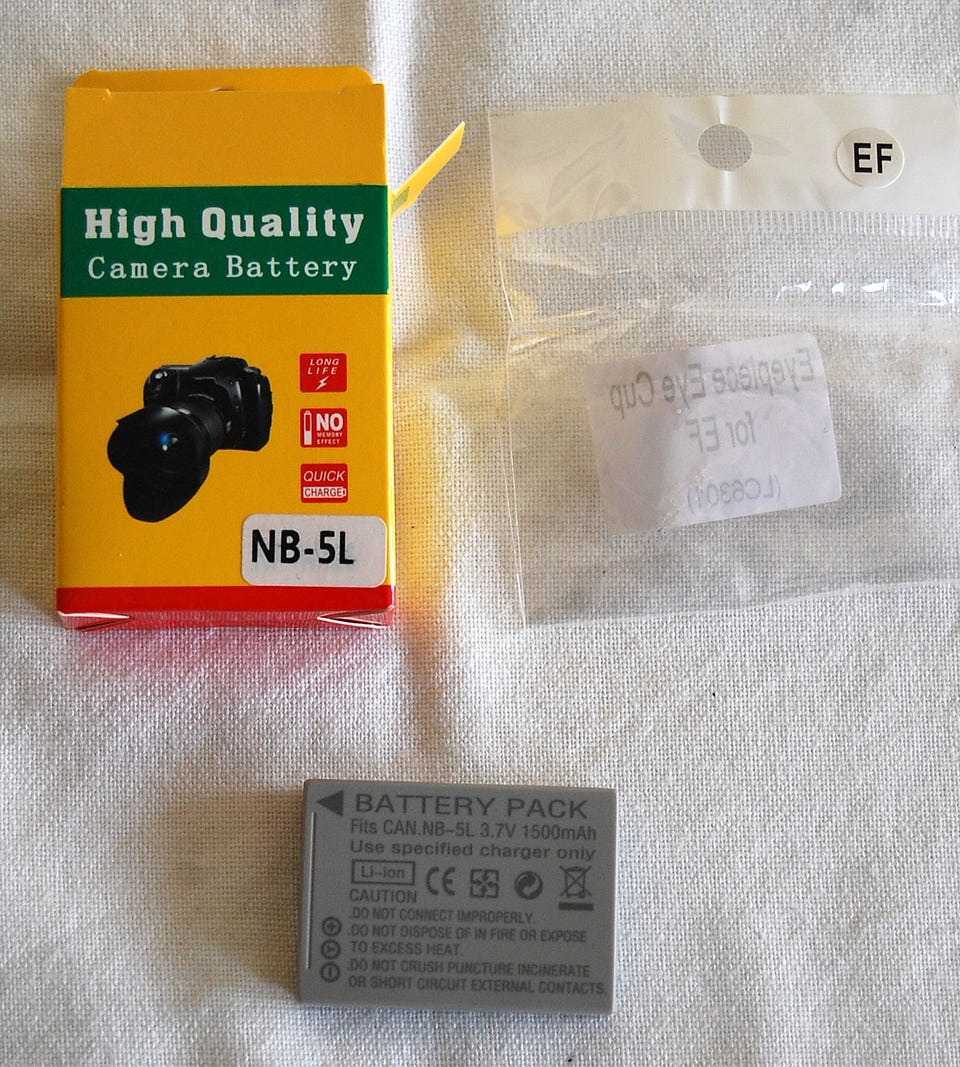 High Quality
Camera Battery
LONG
LIFE
NO
MEMORY
EFFECT
QUICK
CHARGE
NB-5L
EF
Eyepiece Eye Cup
for EF
(LC6301)
BATTERY PACK
Fits CAN.NB-5L 3.7V 1500mAh
Use specified charger only
Li-ion
CE
CAUTION
.DO NOT CONNECT IMPROPERLY.
.DO NOT DISPOSE OF IN FIRE OR EXPOSE
TO EXCESS HEAT.
.DO NOT CRUSH PUNCTURE INCINERATE
OR SHORT CIRCUIT EXTERNAL CONTACTS.